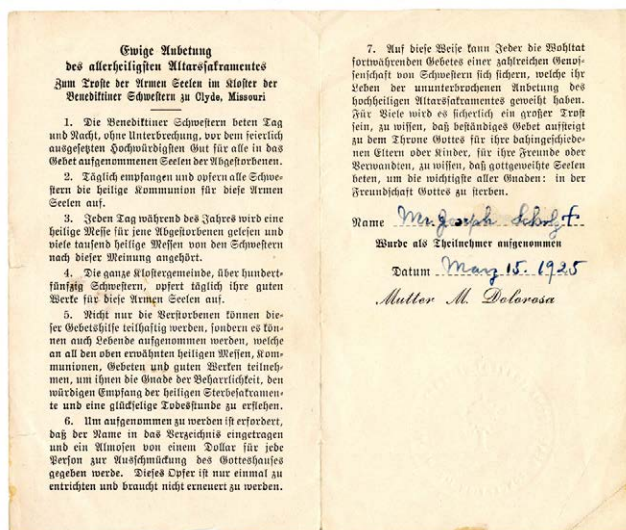 Ewige Anbetung
des allerheiligsten Altarssakramentes
Zum Troste der Armen Seelen im Kloster der
Benediktiner Schwestern zu Clyde, Missouri
1. Die Benediktiner Schwestern beten Tag
und Nacht, ohne Unterbrechung, vor dem feierlich
ausgesetzten Hochwürdigsten Gut für alle in das
Gebet aufgenommenen Seelen der Abgestorbenen.
2. Täglich empfangen und opfern alle Schwe-
stern die heilige Kommunion für diese Armen
Seelen auf.
3. Jeden Tag während des Jahres wird eine
heilige Messe für jene Abgestorbenen gelesen und
viele tausend heilige Messen von den Schwestern
nach dieser Meinung angehört.
4. Die ganze Klostergemeinde, über hundert-
fünfzig Schwestern, opfert täglich ihre guten
Werke für diese Armen Seelen auf.
5. Nicht nur die Verstorbenen können die-
ser Gebetshilfe teilhaftig werden, sondern es kön-
nen auch Lebende aufgenommen werden, welche
an all den oben erwähnten heiligen Messen, Kom-
munionen, Gebeten und guten Werken teilneh-
men, um ihnen die Gnade der Beharrlichkeit, den
würdigen Empfang der heiligen Sterbesakramen-
te und eine glückselige Todesstunde zu erflehen.
6. Um aufgenommen zu werden ist erfordert,
daß der Name in das Verzeichnis eingetragen
und ein Almosen von einem Dollar für jede
Person zur Ausschmückung des Gotteshauses
gegeben werde. Dieses Opfer ist nur einmal zu
entrichten und braucht nicht erneuert zu werden.
7. Auf diese Weise kann Jeder die Wohltat
fortwährenden Gebetes einer zahlreichen Genos-
senschaft von Schwestern sich sichern, welche ihr
Leben der ununterbrochenen Anbetung des
hochheiligen Altarssakramentes geweiht haben.
Für Viele wird es sicherlich ein großer Trost
sein, zu wissen, daß beständiges Gebet aufsteigt
zu dem Throne Gottes für ihre dahingeschiede-
nen Eltern oder Kinder, für ihre Freunde oder
Verwandten, zu wissen, daß gottgeweihte Seelen
beten, um die wichtigste aller Gnaden: in der
Freundschaft Gottes zu sterben.
Name Mr. Joseph Scholz †
Wurde als Theilnehmer aufgenommen
Datum Marz 15. 1925
Mutter M. Dolorosa